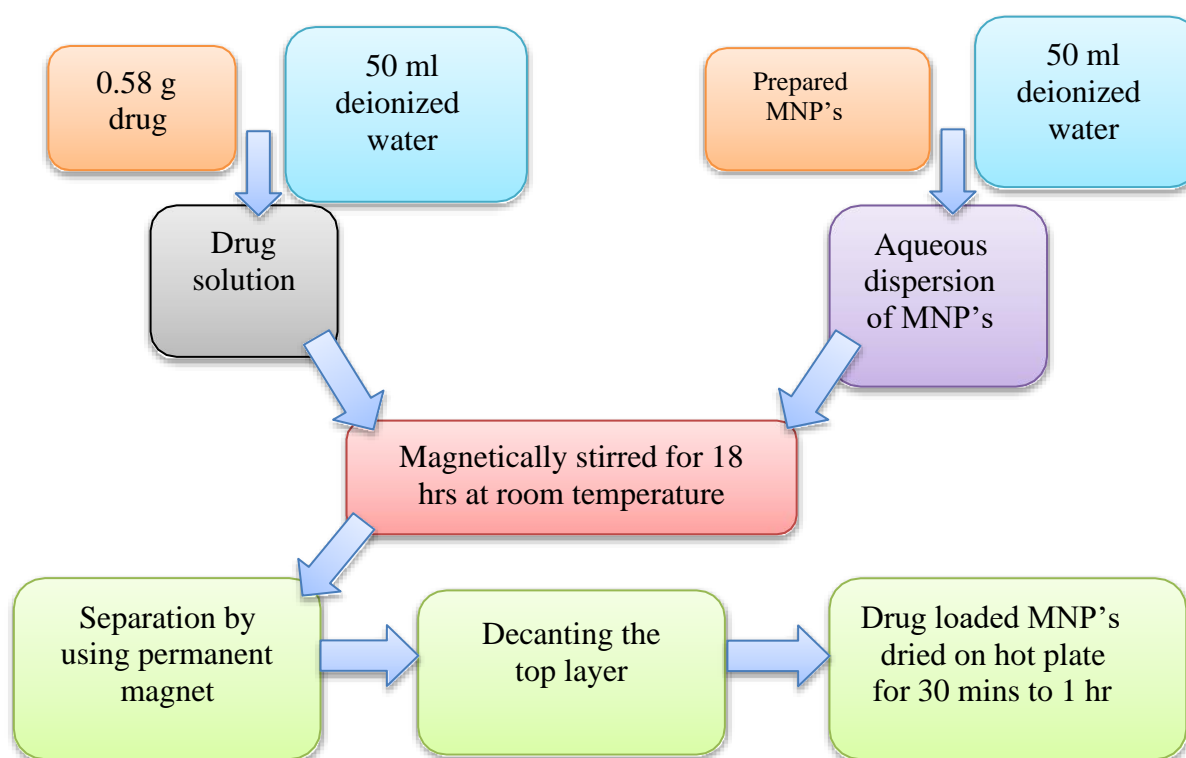 0.58 g
drug
50 ml
deionized
water
Prepared
MNP’s
50 ml
deionized
water
Drug
solution
Aqueous
dispersion
of MNP’s
Magnetically stirred for 18
hrs at room temperature
Separation by
using permanent
magnet
Decanting the
top layer
Drug loaded MNP’s
dried on hot plate
for 30 mins to 1 hr